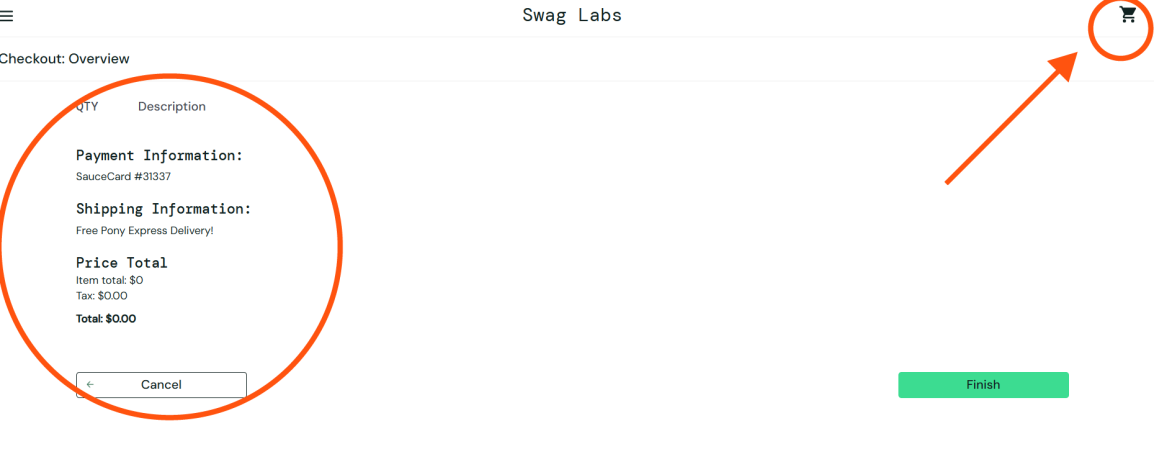 Swag Labs
Checkout: Overview
QTY Description
Payment Information:
SauceCard #31337
Shipping Information:
Free Pony Express Delivery!
Price Total
Item total: $0
Tax: $0.00
Total: $0.00
Cancel Finish